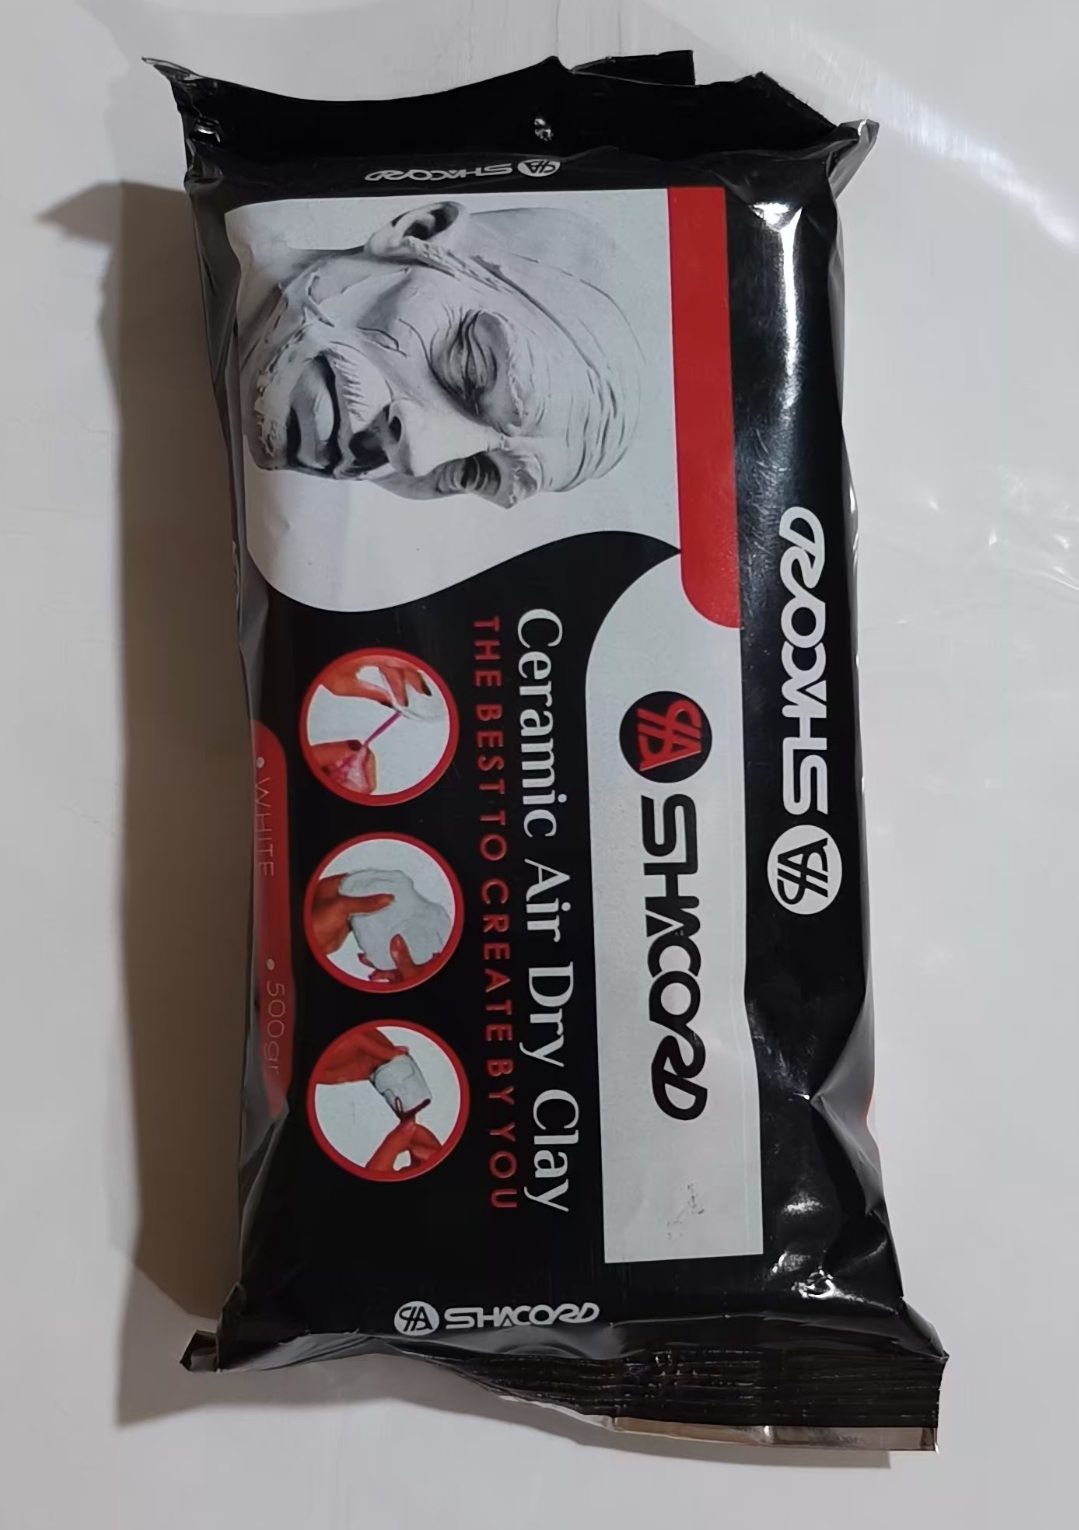 SHACORD
SHACORD
SHACORD
Ceramic Air Dry Clay
THE BEST TO CREATE BY YOU
• WHITE • 500gr
SHACORD